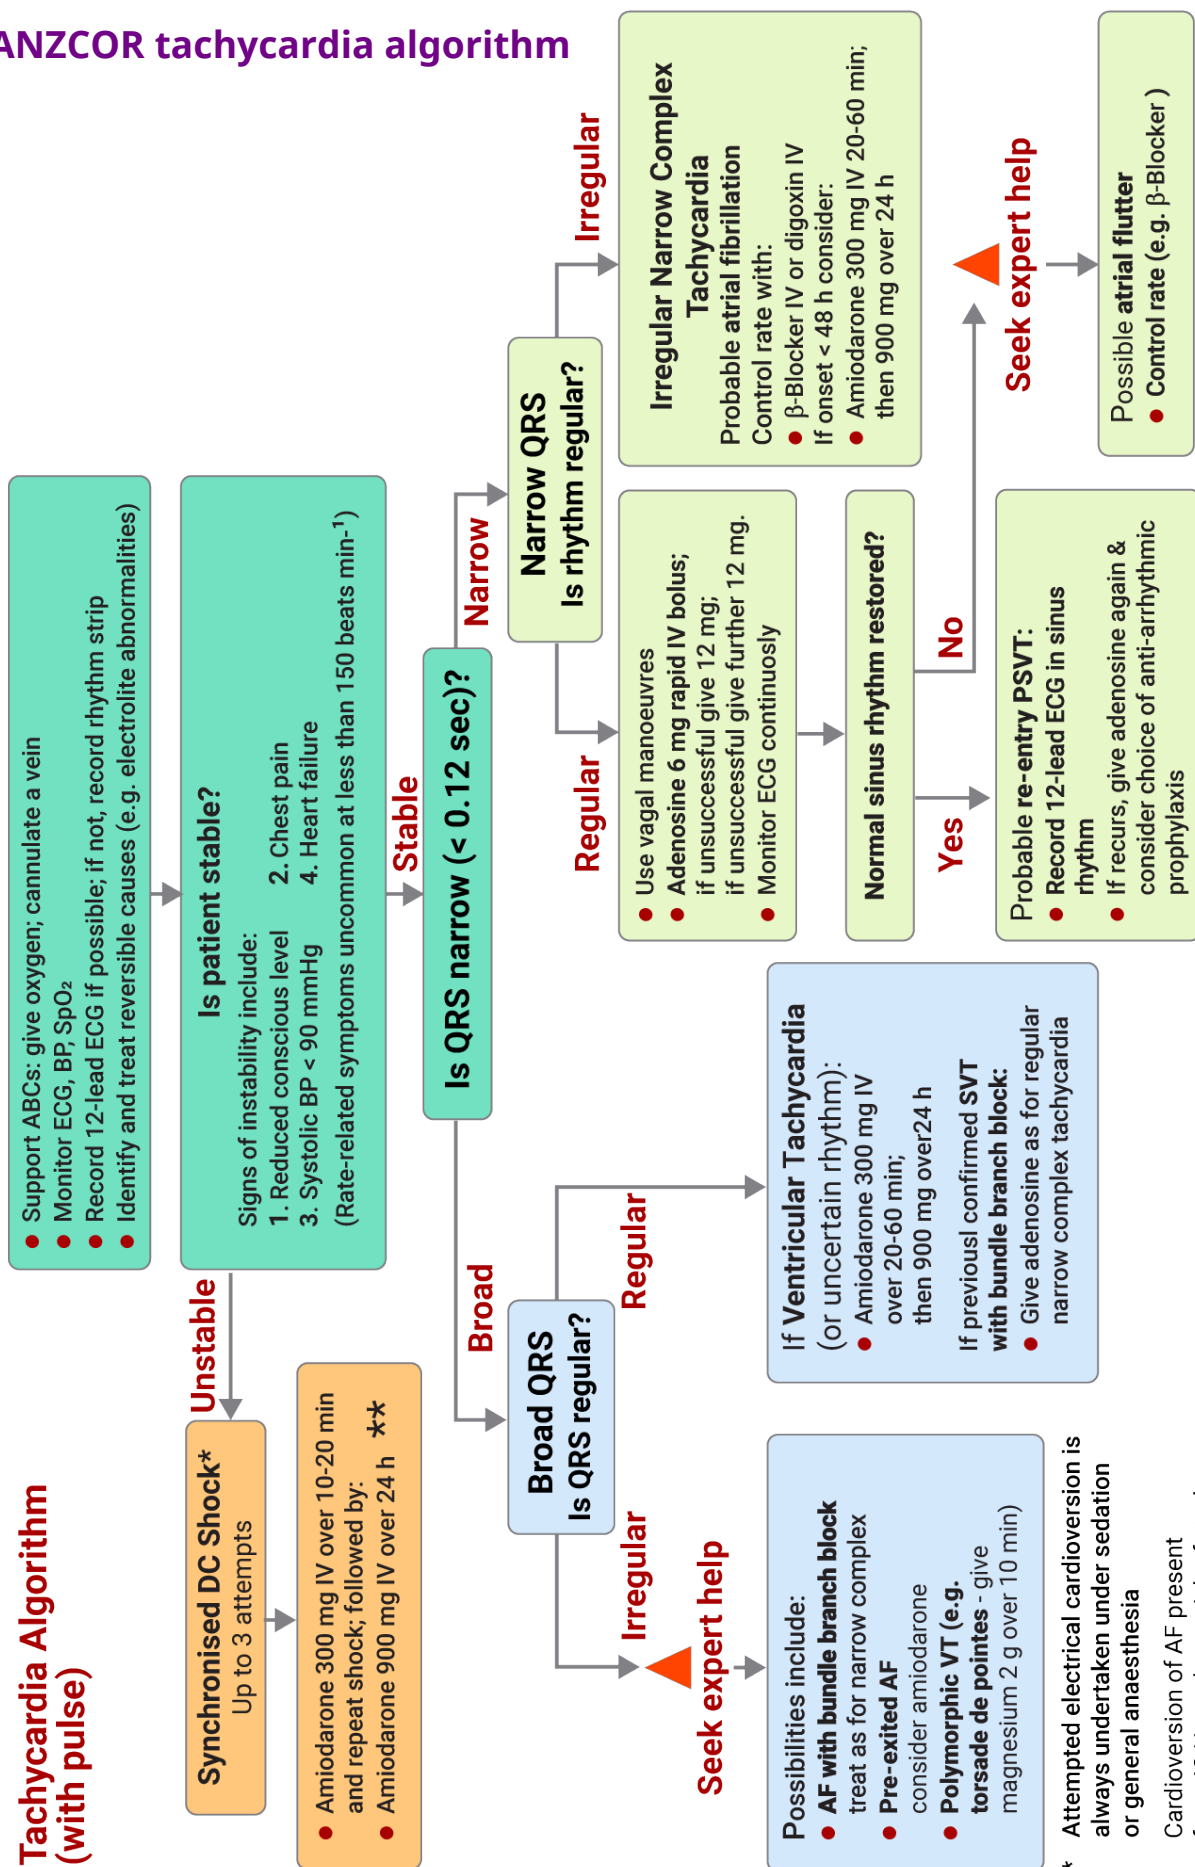 ANZCOR tachycardia algorithm
Tachycardia Algorithm
(with pulse)
● Support ABCs: give oxygen; cannulate a vein
● Monitor ECG, BP, SpO₂
● Record 12-lead ECG if possible; if not, record rhythm strip
● Identify and treat reversible causes (e.g. electrolite abnormalities)
Is patient stable?
Signs of instability include:
1. Reduced conscious level 2. Chest pain
3. Systolic BP < 90 mmHg 4. Heart failure
(Rate-related symptoms uncommon at less than 150 beats min-¹)
Unstable
Synchronised DC Shock*
Up to 3 attempts
● Amiodarone 300 mg IV over 10-20 min
and repeat shock; followed by:
● Amiodarone 900 mg IV over 24 h **
Stable
Is QRS narrow (< 0.12 sec)?
Broad
Narrow
Broad QRS
Is QRS regular?
Irregular
Seek expert help
Possibilities include:
● AF with bundle branch block
treat as for narrow complex
● Pre-exited AF
consider amiodarone
● Polymorphic VT (e.g.
torsade de pointes - give
magnesium 2 g over 10 min)
Regular
If Ventricular Tachycardia
(or uncertain rhythm):
● Amiodarone 300 mg IV
over 20-60 min;
then 900 mg over24 h
If previousl confirmed SVT
with bundle branch block:
● Give adenosine as for regular
narrow complex tachycardia
Narrow QRS
Is rhythm regular?
Regular
● Use vagal manoeuvres
● Adenosine 6 mg rapid IV bolus;
if unsuccessful give 12 mg;
if unsuccessful give further 12 mg.
● Monitor ECG continuosly
Normal sinus rhythm restored?
Yes
No
Probable re-entry PSVT:
● Record 12-lead ECG in sinus
rhythm
● If recurs, give adenosine again &
consider choice of anti-arrhythmic
prophylaxis
Irregular
Irregular Narrow Complex
Tachycardia
Probable atrial fibrillation
Control rate with:
● β-Blocker IV or digoxin IV
If onset < 48 h consider:
● Amiodarone 300 mg IV 20-60 min;
then 900 mg over 24 h
Seek expert help
Possible atrial flutter
● Control rate (e.g. β-Blocker )
* Attempted electrical cardioversion is
always undertaken under sedation
or general anaesthesia
Cardioversion of AF present